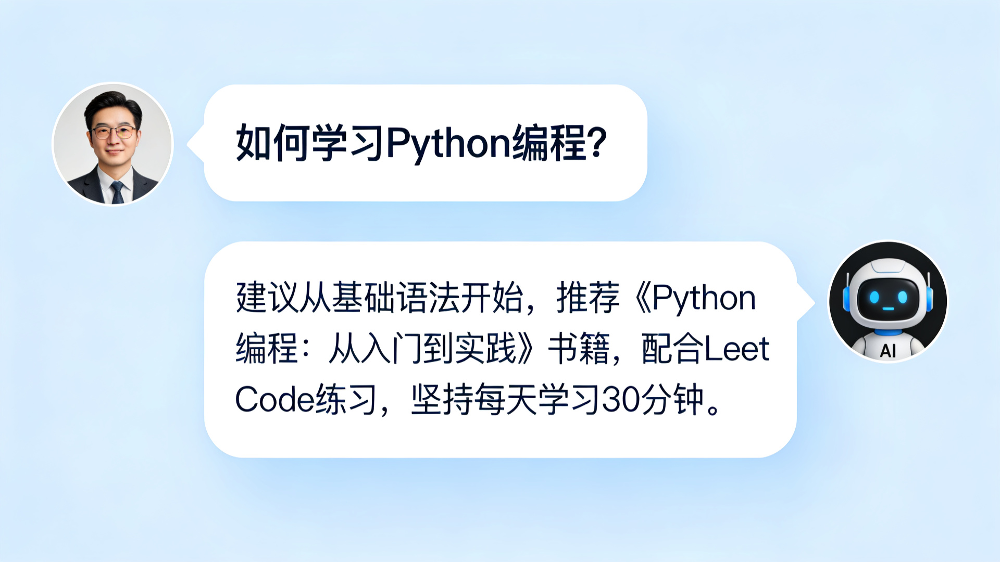 如何学习Python编程？
建议从基础语法开始，推荐《Python
编程：从入门到实践》书籍，配合Leet
Code练习，坚持每天学习30分钟。
AI